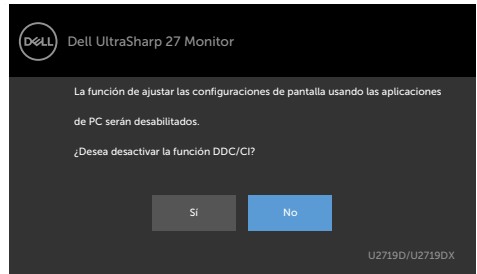 DELL Dell UltraSharp 27 Monitor
La función de ajustar las configuraciones de pantalla usando las aplicaciones
de PC serán desabilitados.
¿Desea desactivar la función DDC/CI?
Sí No
U2719D/U2719DX